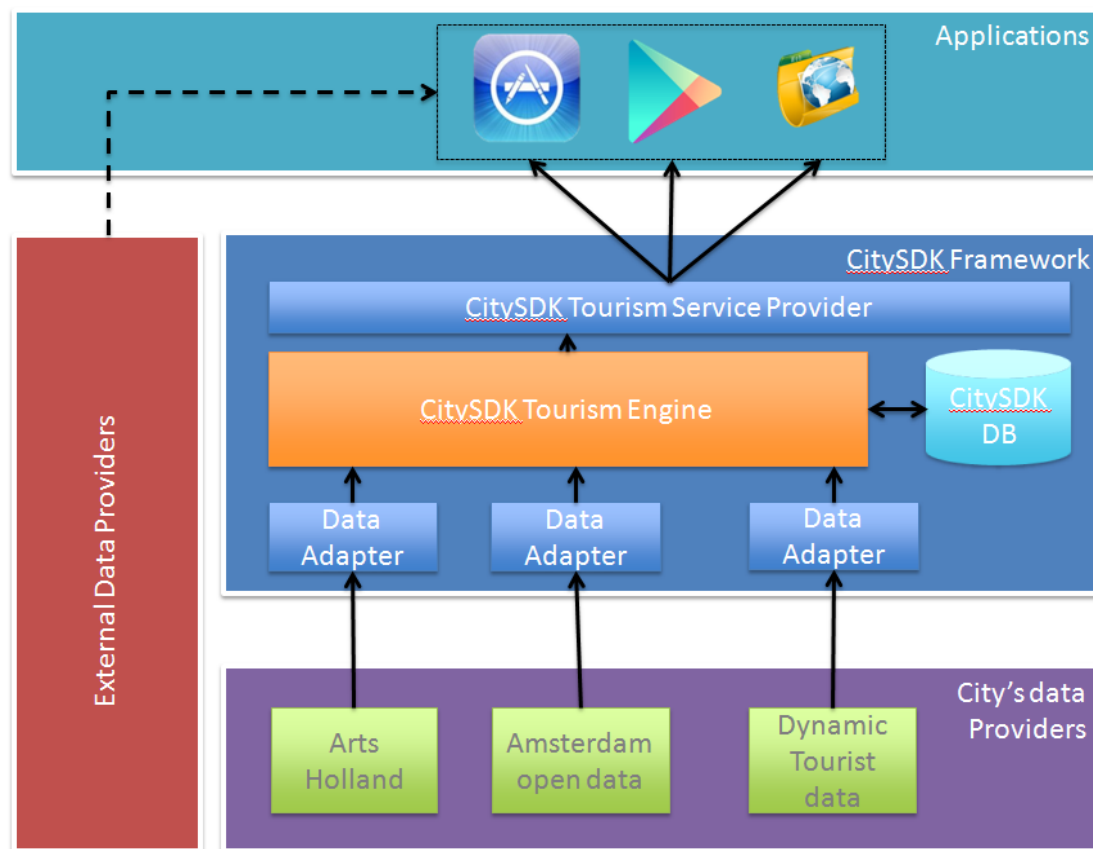 Applications
External Data Providers
CitySDK Framework
CitySDK Tourism Service Provider
CitySDK Tourism Engine
CitySDK
DB
Data
Adapter
Data
Adapter
Data
Adapter
City's data
Providers
Arts
Holland
Amsterdam
open data
Dynamic
Tourist
data